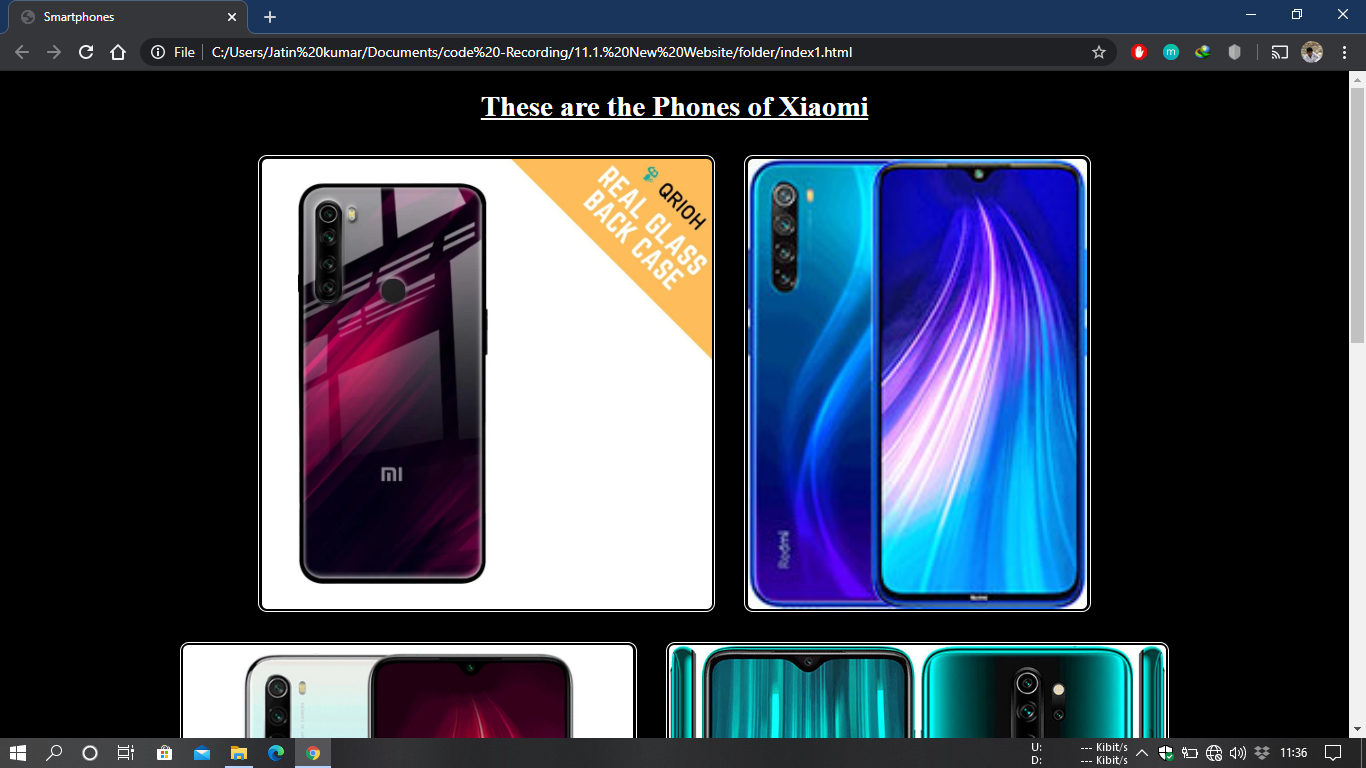 Smartphones
File
C:/Users/Jatin%20kumar/Documents/code%20-Recording/11.1.%20New%20Website/folder/index1.html
m
These are the Phones of Xiaomi
QRIOH
REAL GLASS
BACK CASE
MI
Redmi
Redmi
U: --- Kibit/s
D: --- Kibit/s
11:36